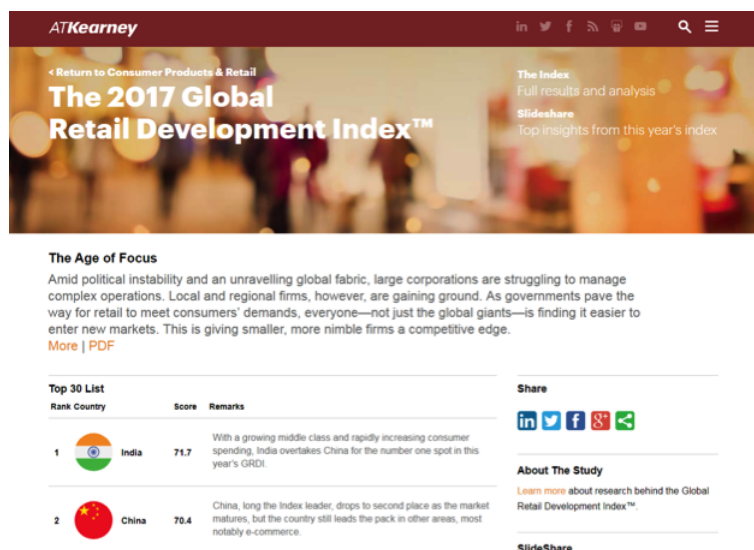 ATKearney
< Return to Consumer Products & Retail
The 2017 Global
Retail Development Index™
The Index
Full results and analysis
Slideshare
Top insights from this year's index
The Age of Focus
Amid political instability and an unravelling global fabric, large corporations are struggling to manage
complex operations. Local and regional firms, however, are gaining ground. As governments pave the
way for retail to meet consumers' demands, everyone—not just the global giants—is finding it easier to
enter new markets. This is giving smaller, more nimble firms a competitive edge.
More | PDF
Top 30 List
Rank Country Score Remarks
1 India 71.7 With a growing middle class and rapidly increasing consumer
spending, India overtakes China for the number one spot in this
year's GRDI.
2 China 70.4 China, long the Index leader, drops to second place as the market
matures, but the country still leads the pack in other areas, most
notably e-commerce.
Share
About The Study
Learn more about research behind the Global
Retail Development Index™.
SlideShare